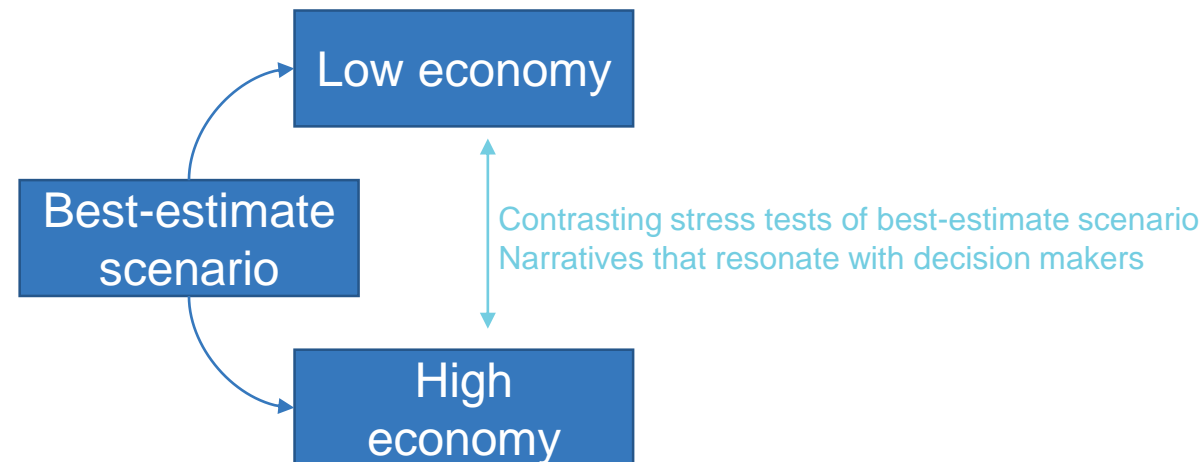 Low economy
Best-estimate
scenario
Contrasting stress tests of best-estimate scenario
Narratives that resonate with decision makers
High
economy